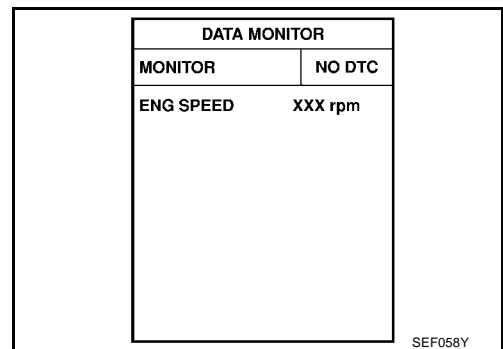 DATA MONITOR
MONITOR NO DTC
ENG SPEED XXX rpm
SEF058Y